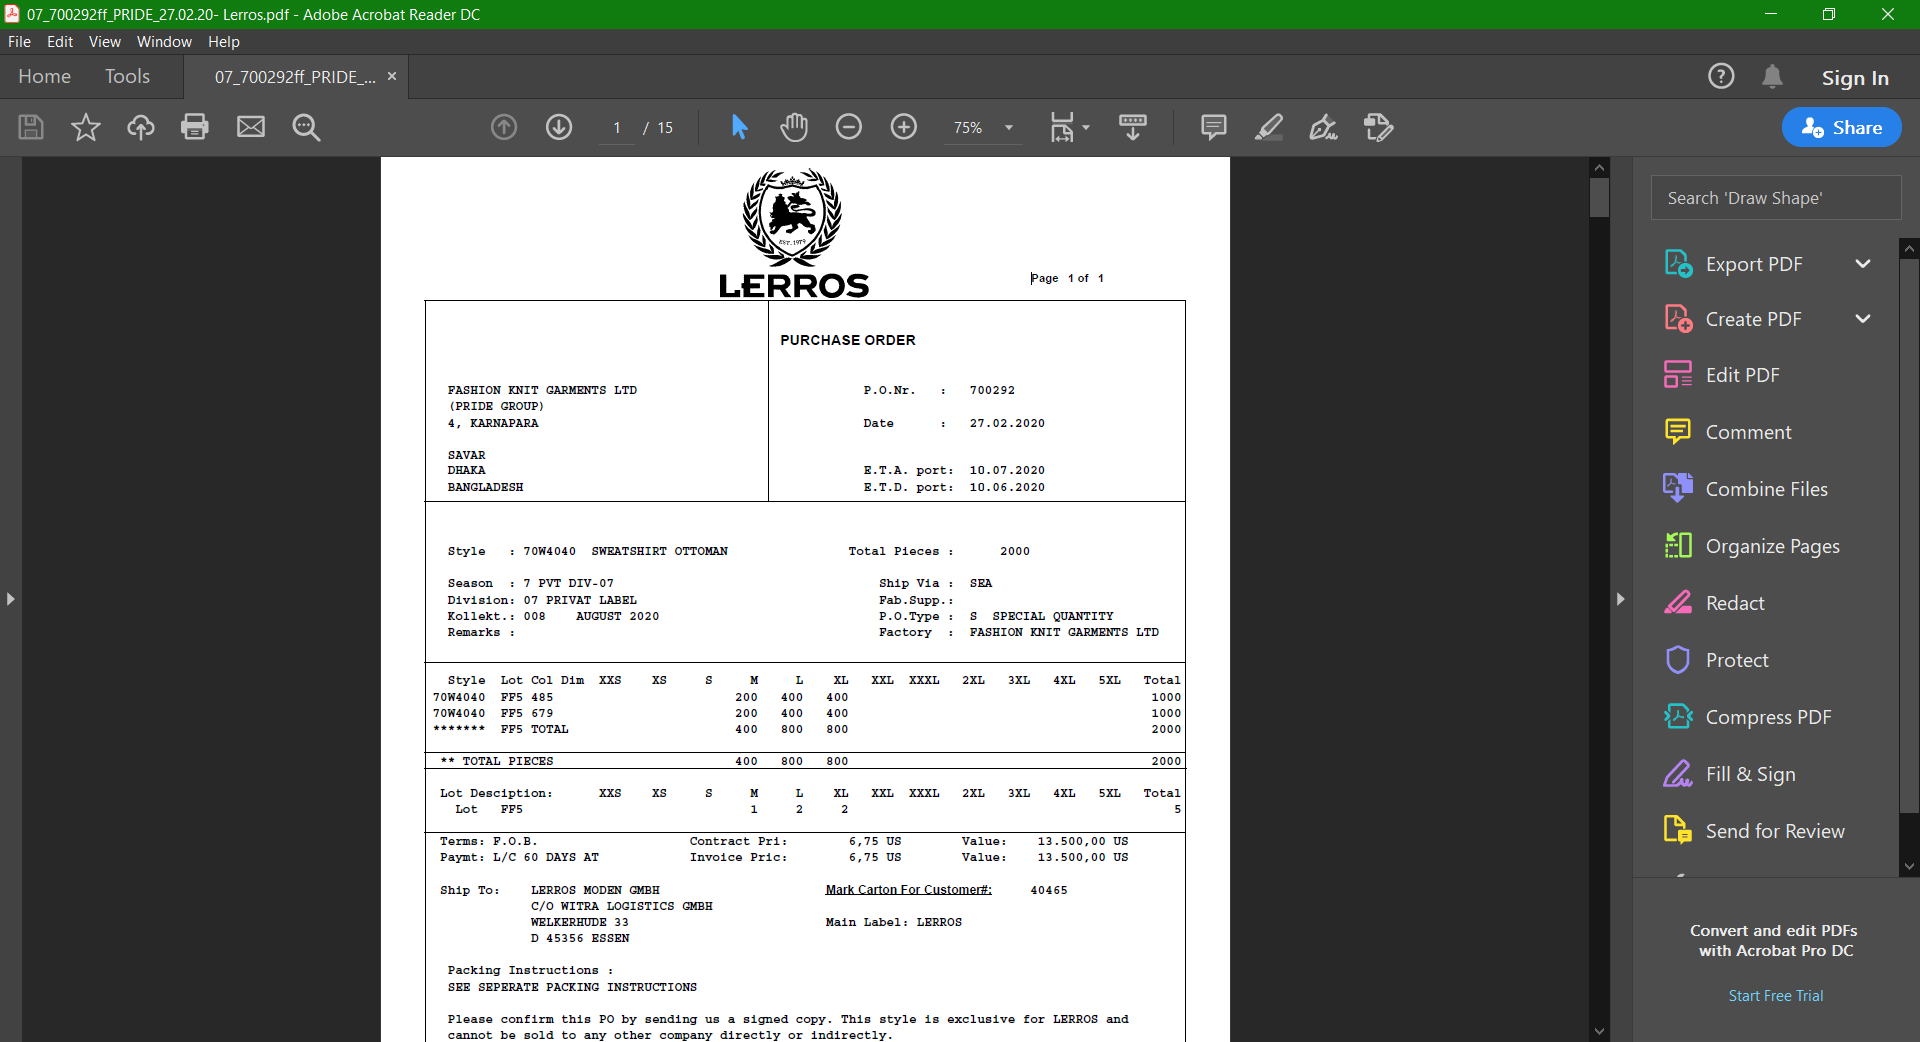 07_700292ff_PRIDE_27.02.20- Lerros.pdf - Adobe Acrobat Reader DC
File Edit View Window Help
Home Tools 07_700292ff_PRIDE_... × Sign In
1 / 15 75% Share
EST.1979
LERROS
Page 1 of 1
PURCHASE ORDER
FASHION KNIT GARMENTS LTD P.O.Nr. : 700292
(PRIDE GROUP)
4, KARNAPARA Date : 27.02.2020
SAVAR
DHAKA E.T.A. port: 10.07.2020
BANGLADESH E.T.D. port: 10.06.2020
Style : 70W4040 SWEATSHIRT OTTOMAN Total Pieces : 2000
Season : 7 PVT DIV-07 Ship Via : SEA
Division: 07 PRIVAT LABEL Fab.Supp.:
Kollekt.: 008 AUGUST 2020 P.O.Type : S SPECIAL QUANTITY
Remarks : Factory : FASHION KNIT GARMENTS LTD
Style Lot Col Dim XXS XS S M L XL XXL XXXL 2XL 3XL 4XL 5XL Total
70W4040 FF5 485 200 400 400 1000
70W4040 FF5 679 200 400 400 1000
******* FF5 TOTAL 400 800 800 2000
** TOTAL PIECES 400 800 800 2000
Lot Desciption: XXS XS S M L XL XXL XXXL 2XL 3XL 4XL 5XL Total
Lot FF5 1 2 2 5
Terms: F.O.B. Contract Pri: 6,75 US Value: 13.500,00 US
Paymt: L/C 60 DAYS AT Invoice Pric: 6,75 US Value: 13.500,00 US
Ship To: LERROS MODEN GMBH Mark Carton For Customer#: 40465
C/O WITRA LOGISTICS GMBH
WELKERHUDE 33 Main Label: LERROS
D 45356 ESSEN
Packing Instructions :
SEE SEPERATE PACKING INSTRUCTIONS
Please confirm this PO by sending us a signed copy. This style is exclusive for LERROS and
cannot be sold to any other company directly or indirectly.
Search 'Draw Shape'
Export PDF
Create PDF
Edit PDF
Comment
Combine Files
Organize Pages
Redact
Protect
Compress PDF
Fill & Sign
Send for Review
Convert and edit PDFs
with Acrobat Pro DC
Start Free Trial